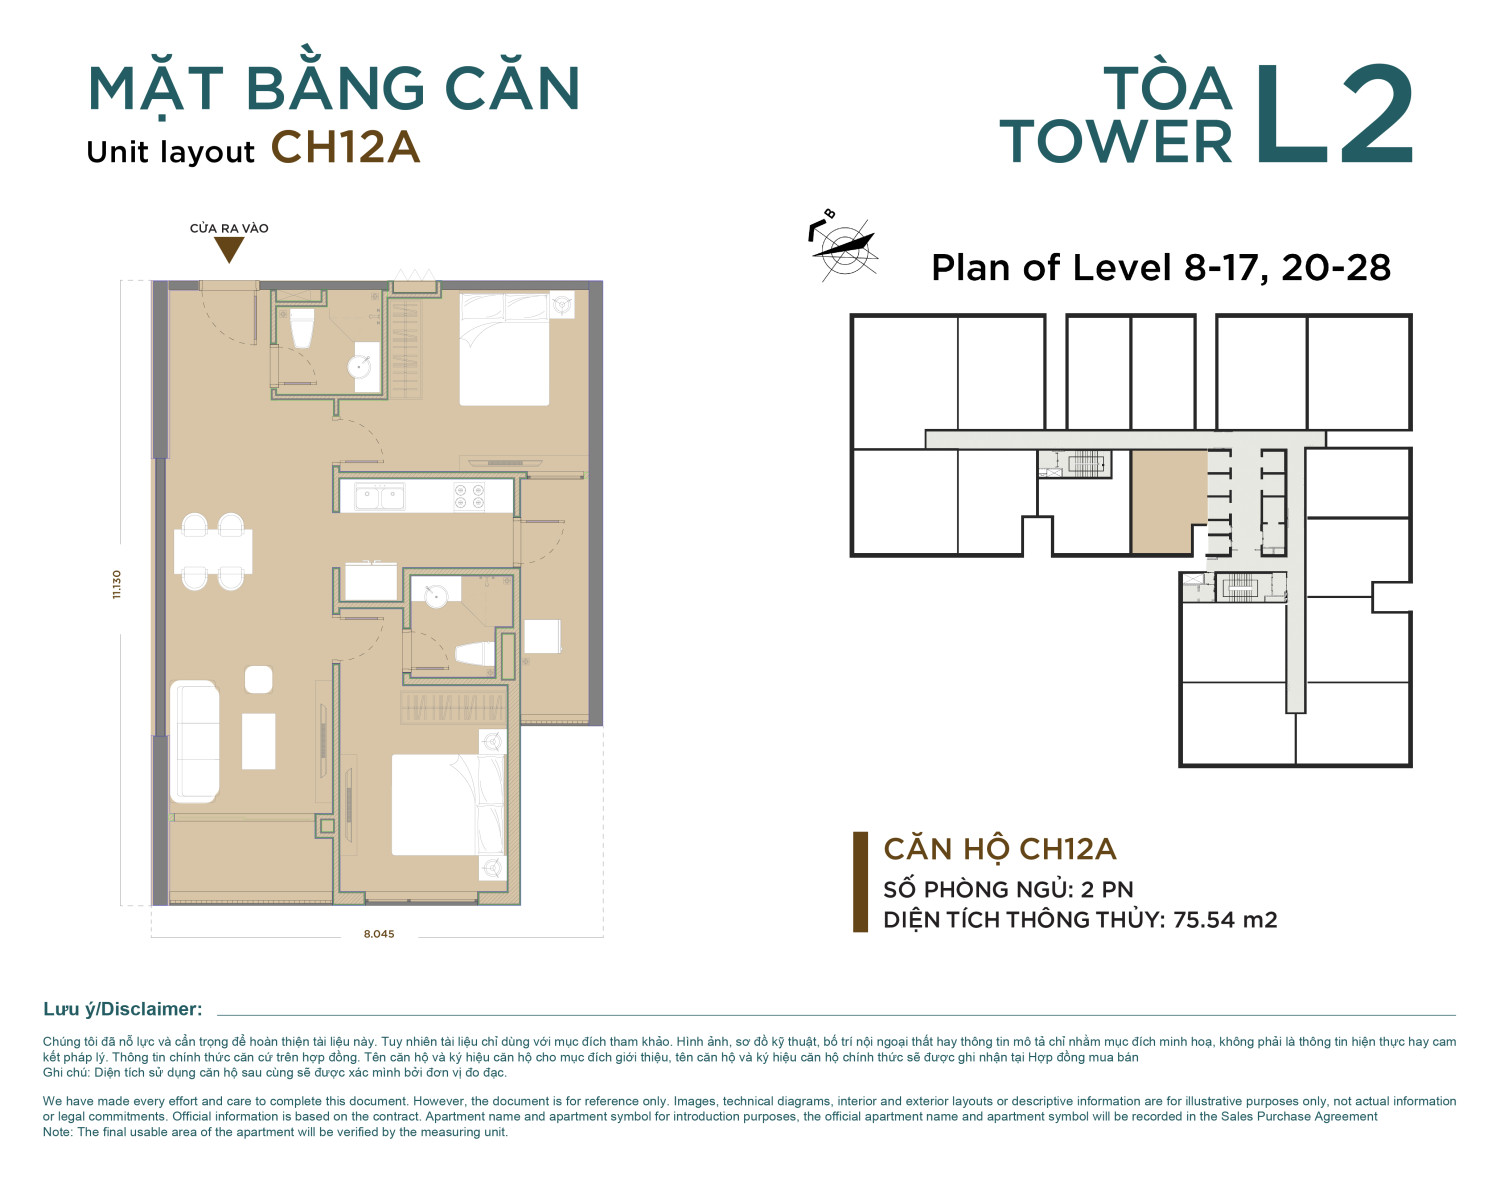 MẶT BẰNG CĂN
Unit layout CH12A
TÒA
TOWER
L2
CỬA RA VÀO
B
Plan of Level 8-17, 20-28
11.130
8.045
CĂN HỘ CH12A
SỐ PHÒNG NGỦ: 2 PN
DIỆN TÍCH THÔNG THỦY: 75.54 m2
Lưu ý/Disclaimer:
Chúng tôi đã nỗ lực và cẩn trọng để hoàn thiện tài liệu này. Tuy nhiên tài liệu chỉ dùng với mục đích tham khảo. Hình ảnh, sơ đồ kỹ thuật, bố trí nội ngoại thất hay thông tin mô tả chỉ nhằm mục đích minh hoạ, không phải là thông tin hiện thực hay cam
kết pháp lý. Thông tin chính thức căn cứ trên hợp đồng. Tên căn hộ và ký hiệu căn hộ cho mục đích giới thiệu, tên căn hộ và ký hiệu căn hộ chính thức sẽ được ghi nhận tại Hợp đồng mua bán
Ghi chú: Diện tích sử dụng căn hộ sau cùng sẽ được xác minh bởi đơn vị đo đạc.
We have made every effort and care to complete this document. However, the document is for reference only. Images, technical diagrams, interior and exterior layouts or descriptive information are for illustrative purposes only, not actual information
or legal commitments. Official information is based on the contract. Apartment name and apartment symbol for introduction purposes, the official apartment name and apartment symbol will be recorded in the Sales Purchase Agreement
Note: The final usable area of the apartment will be verified by the measuring unit.